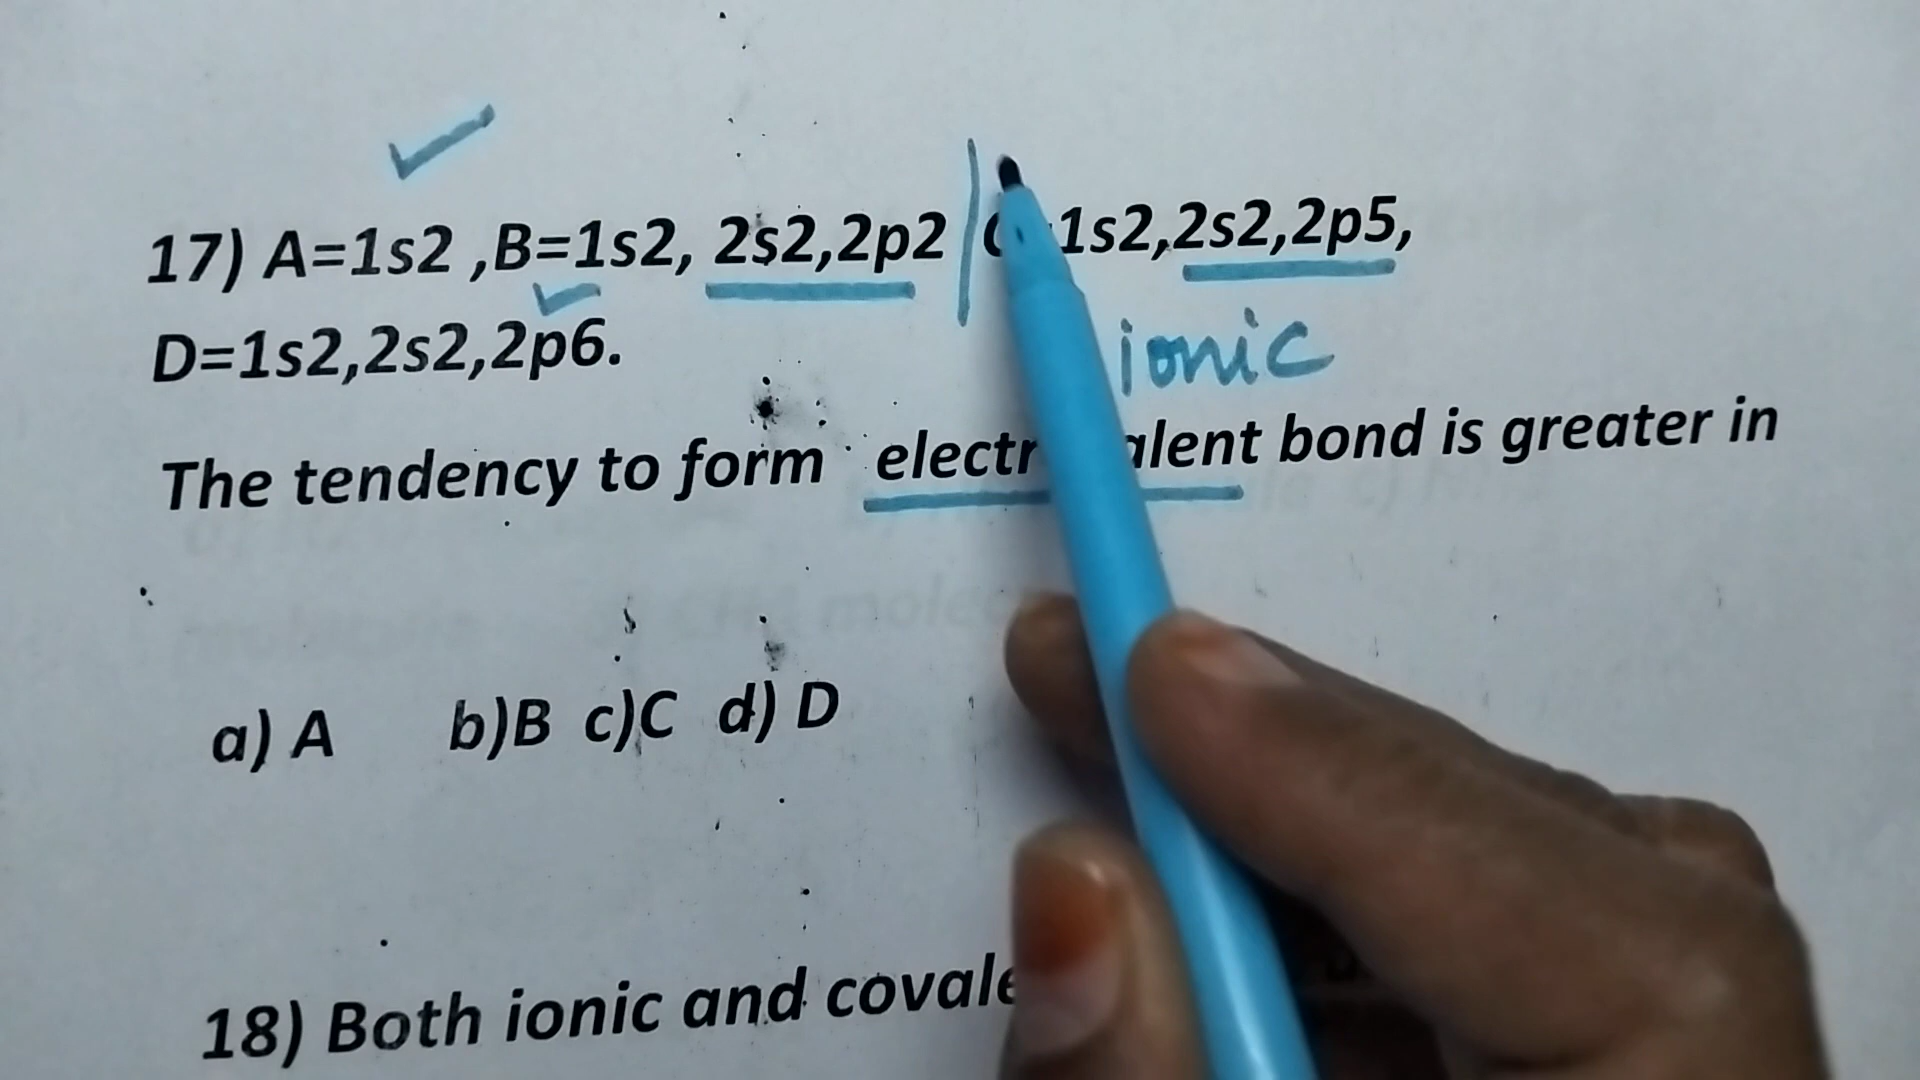 17) A=1s2 ,B=1s2, 2s2,2p2 1s2,2s2,2p5,
D=1s2,2s2,2p6.
ionic
The tendency to form bond is greater in
a) A b)B c)C d) D
18) Both ionic and